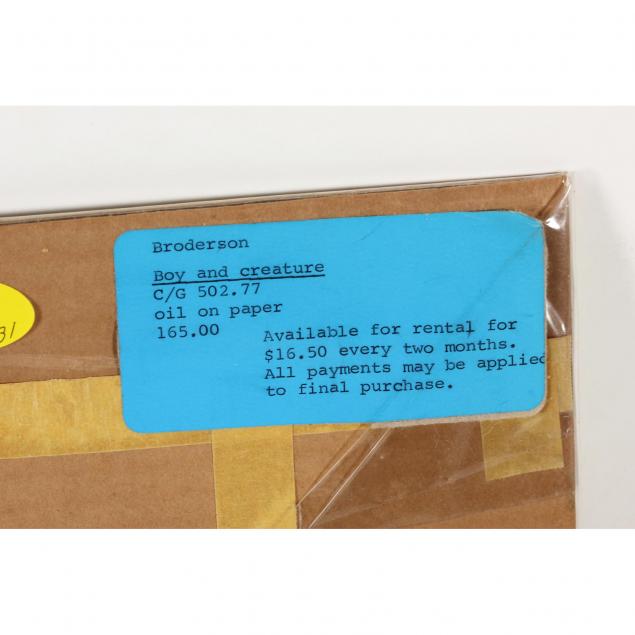 Broderson
Boy and creature
C/G 502.77
oil on paper
165.00
Available for rental for
$16.50 every two months.
All payments may be applied
to final purchase.
31